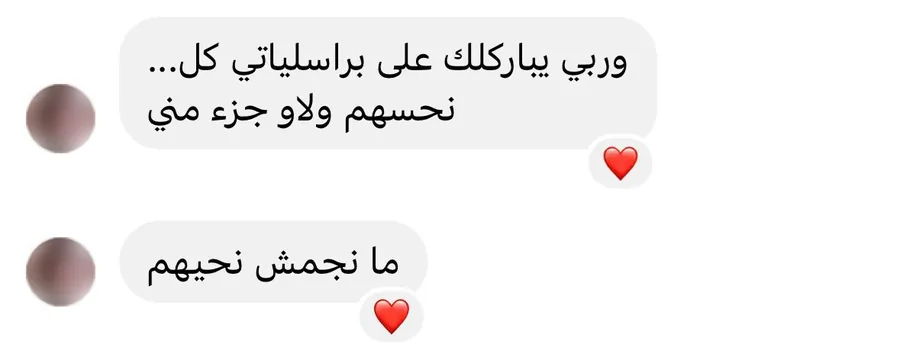 وربي يباركلك على براسلياتي كل...
نحسهم ولاو جزء مني
❤️
ما نجمش نحيهم
❤️